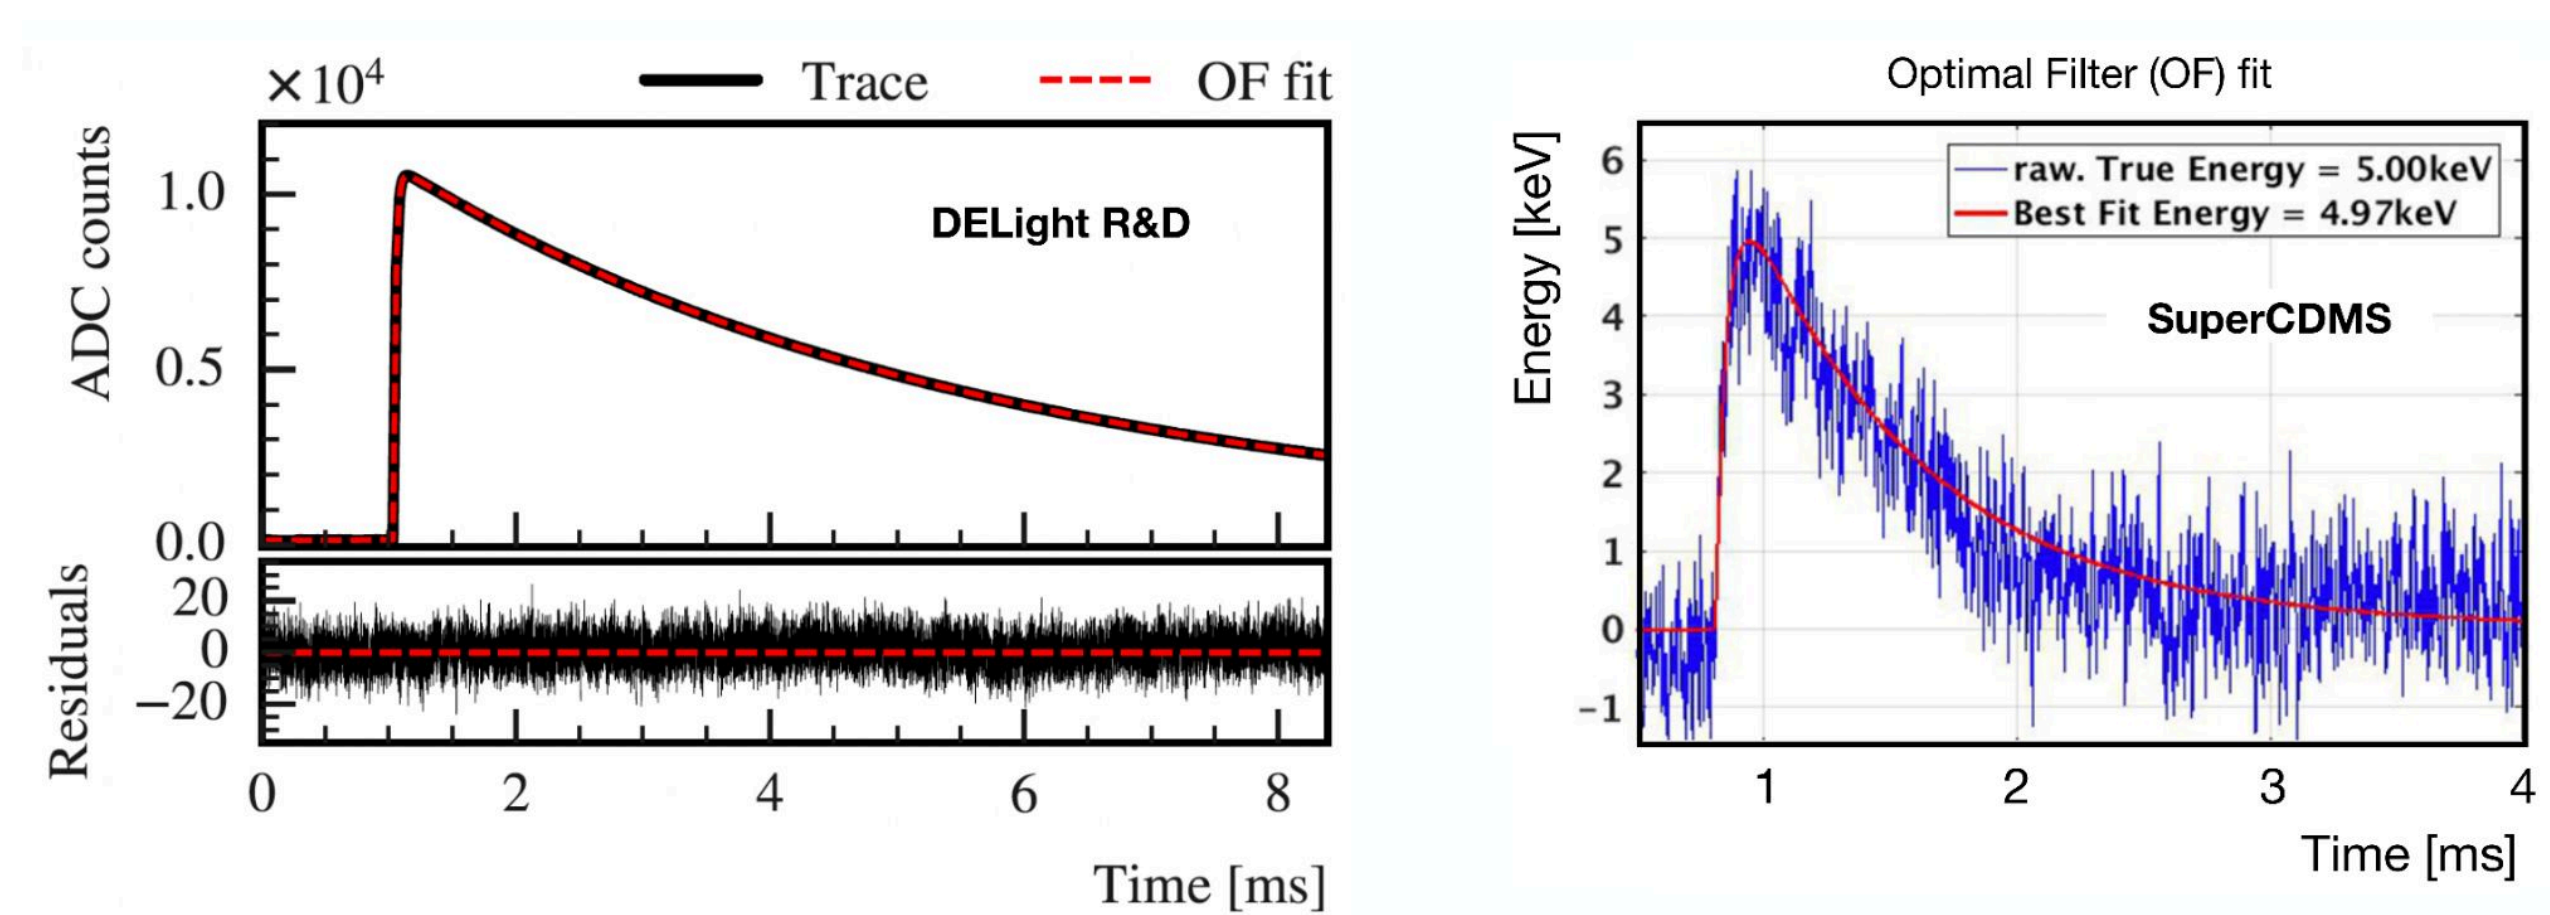 ×10⁴
Trace
OF fit
ADC counts
1.0
0.5
0.0
DELight R&D
Residuals
20
0
−20
0 2 4 6 8
Time [ms]
Optimal Filter (OF) fit
Energy [keV]
6
5
4
3
2
1
0
−1
raw. True Energy = 5.00keV
Best Fit Energy = 4.97keV
SuperCDMS
1 2 3 4
Time [ms]